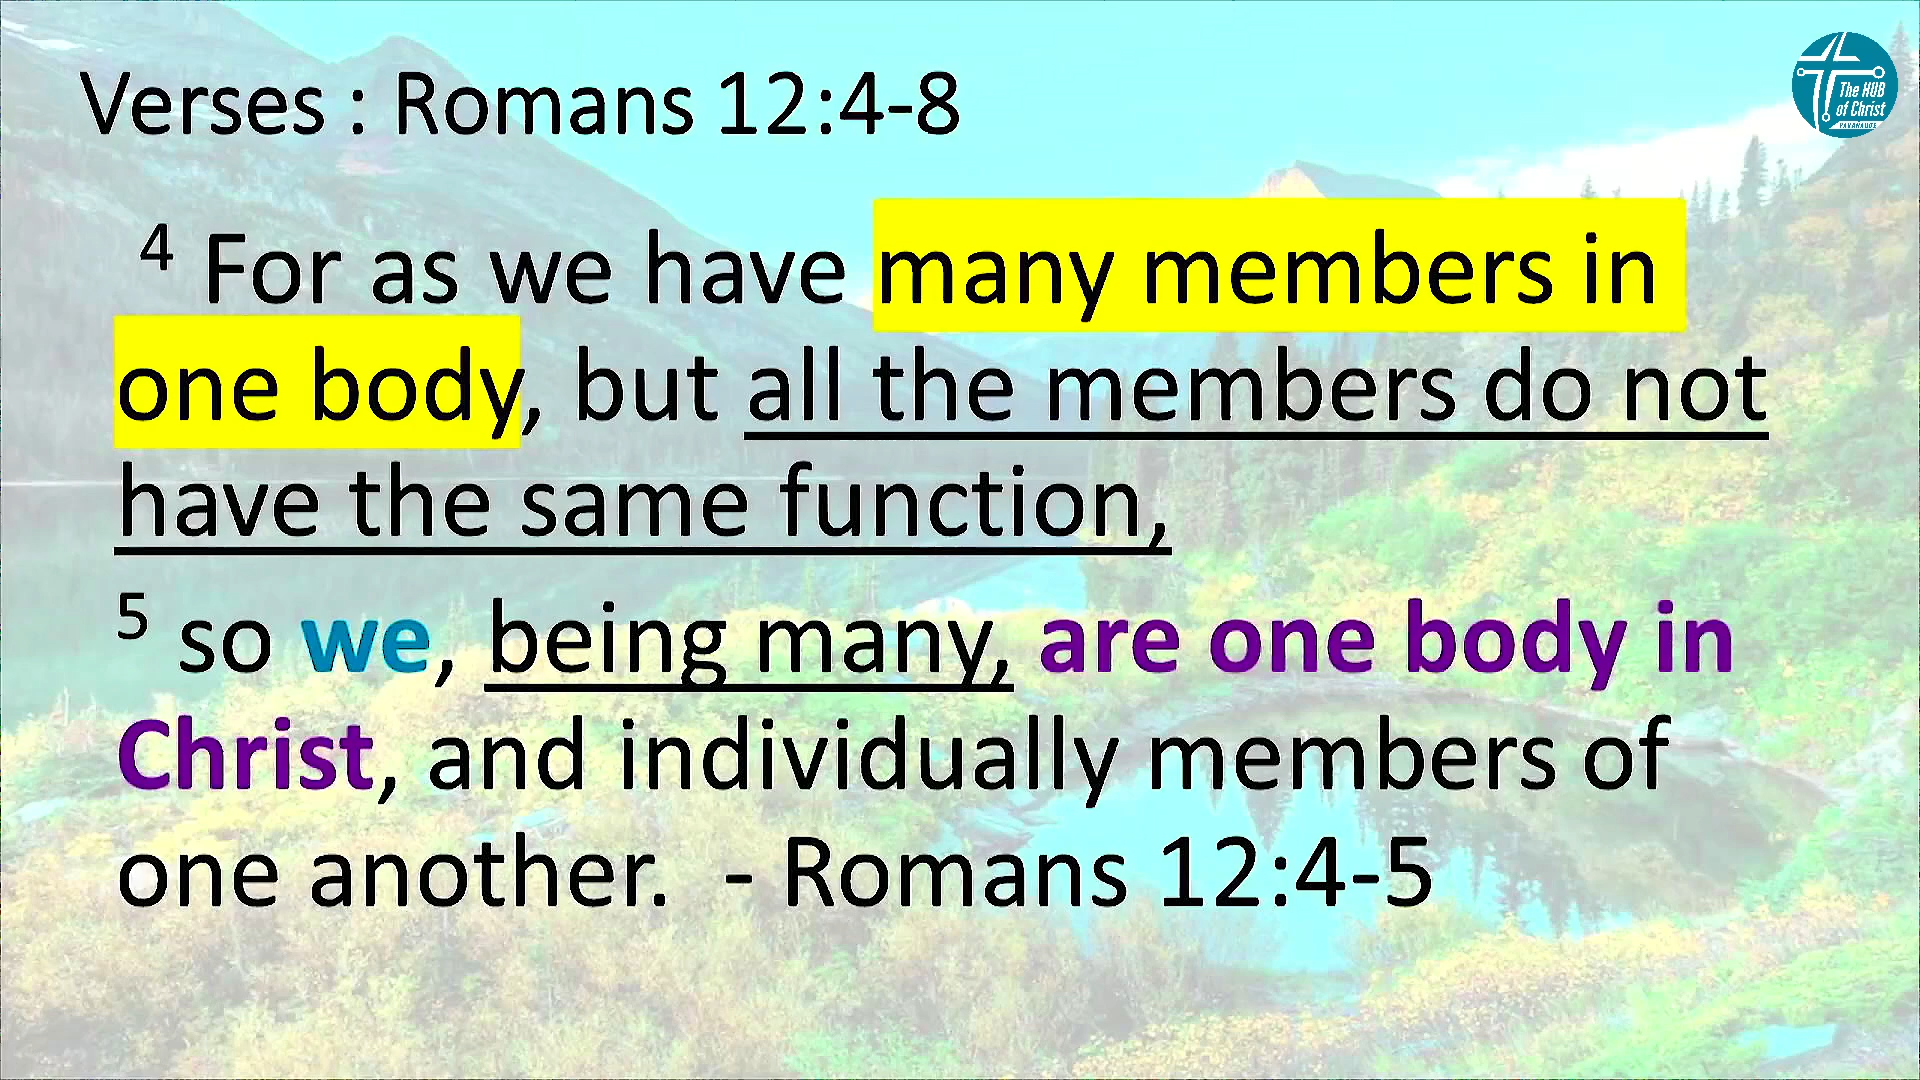 Verses : Romans 12:4-8
The HUB
of Christ
4 For as we have many members in
one body, but all the members do not
have the same function,
5 so we, being many, are one body in
Christ, and individually members of
one another.  - Romans 12:4-5